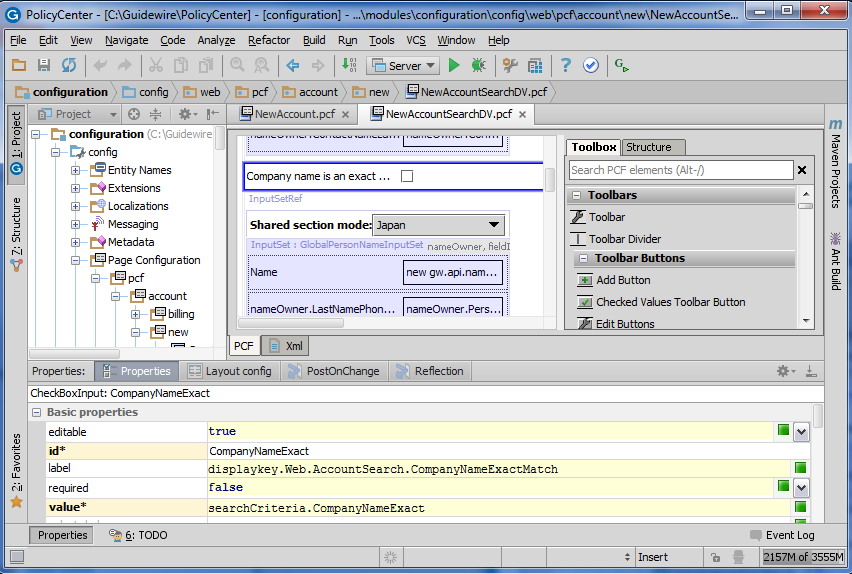 PolicyCenter - [C:\Guidewire\PolicyCenter] - [configuration] - ...\modules\configuration\config\web\pcf\account\new\NewAccountSe...
File Edit View Navigate Code Analyze Refactor Build Run Tools VCS Window Help
Server
configuration config web pcf account new NewAccountSearchDV.pcf
Project NewAccount.pcf NewAccountSearchDV.pcf
1: Project
Z: Structure
2: Favorites
configuration (C:\Guidewire
config
Entity Names
Extensions
Localizations
Messaging
Metadata
Page Configuration
pcf
account
billing
new
Company name is an exact ...
InputSetRef
Shared section mode: Japan
InputSet : GlobalPersonNameInputSet nameOwner, fieldI
Name new gw.api.nam...
nameOwner.LastNamePhon... nameOwner.Pers...
PCF Xml
Toolbox Structure
Search PCF elements (Alt-/)
Toolbars
Toolbar
Toolbar Divider
Toolbar Buttons
Add Button
Checked Values Toolbar Button
Edit Buttons
Maven Projects
Ant Build
Properties: Properties Layout config PostOnChange Reflection
CheckBoxInput: CompanyNameExact
Basic properties
editable true
id* CompanyNameExact
label displaykey.Web.AccountSearch.CompanyNameExactMatch
required false
value* searchCriteria.CompanyNameExact
Properties 6: TODO Event Log
Insert 2157M of 3555M